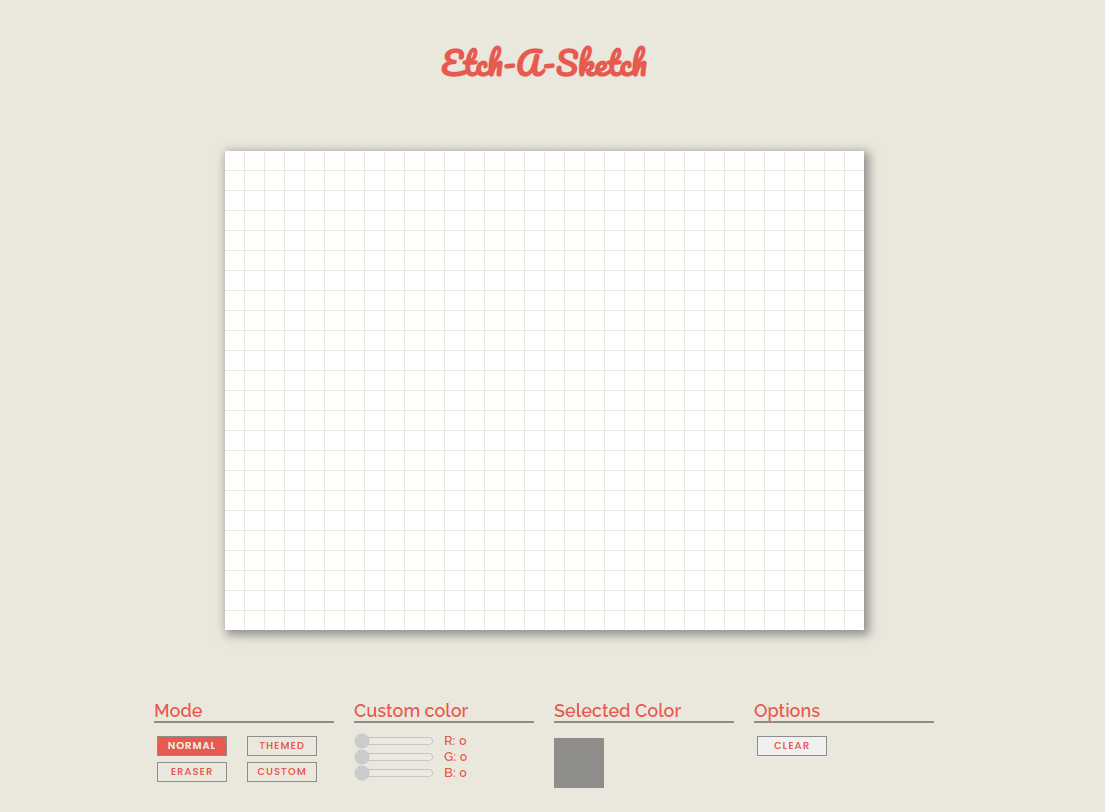 Etch-A-Sketch
Mode
NORMAL THEMED
ERASER CUSTOM
Custom color
R: 0
G: 0
B: 0
Selected Color
Options
CLEAR